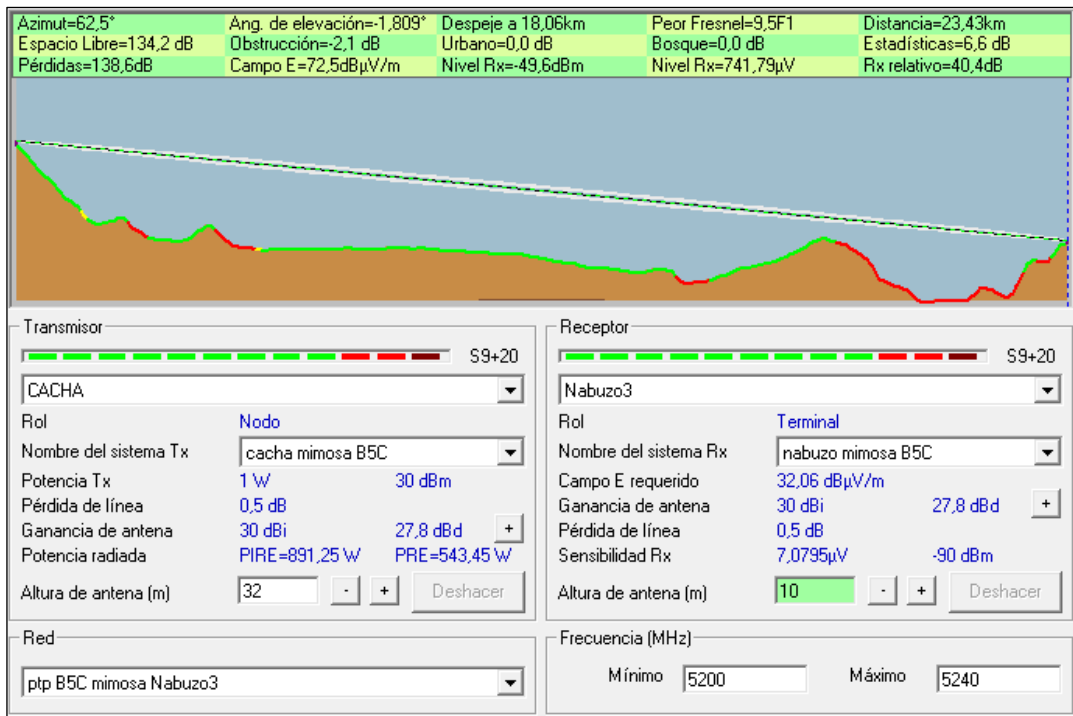 Azimut=62,5° Ang. de elevación=-1,809° Despeje a 18,06km Peor Fresnel=9,5F1 Distancia=23,43km
Espacio Libre=134,2 dB Obstrucción=-2,1 dB Urbano=0,0 dB Bosque=0,0 dB Estadísticas=6,6 dB
Pérdidas=138,6dB Campo E=72,5dBµV/m Nivel Rx=-49,6dBm Nivel Rx=741,79µV Rx relativo=40,4dB
Transmisor
S9+20
CACHA
Rol Nodo
Nombre del sistema Tx cacha mimosa B5C
Potencia Tx 1 W 30 dBm
Pérdida de línea 0,5 dB
Ganancia de antena 30 dBi 27,8 dBd +
Potencia radiada PIRE=891,25 W PRE=543,45 W
Altura de antena (m) 32 - + Deshacer
Red
ptp B5C mimosa Nabuzo3
Receptor
S9+20
Nabuzo3
Rol Terminal
Nombre del sistema Rx nabuzo mimosa B5C
Campo E requerido 32,06 dBµV/m
Ganancia de antena 30 dBi 27,8 dBd +
Pérdida de línea 0,5 dB
Sensibilidad Rx 7,0795µV -90 dBm
Altura de antena (m) 10 - + Deshacer
Frecuencia (MHz)
Mínimo 5200 Máximo 5240